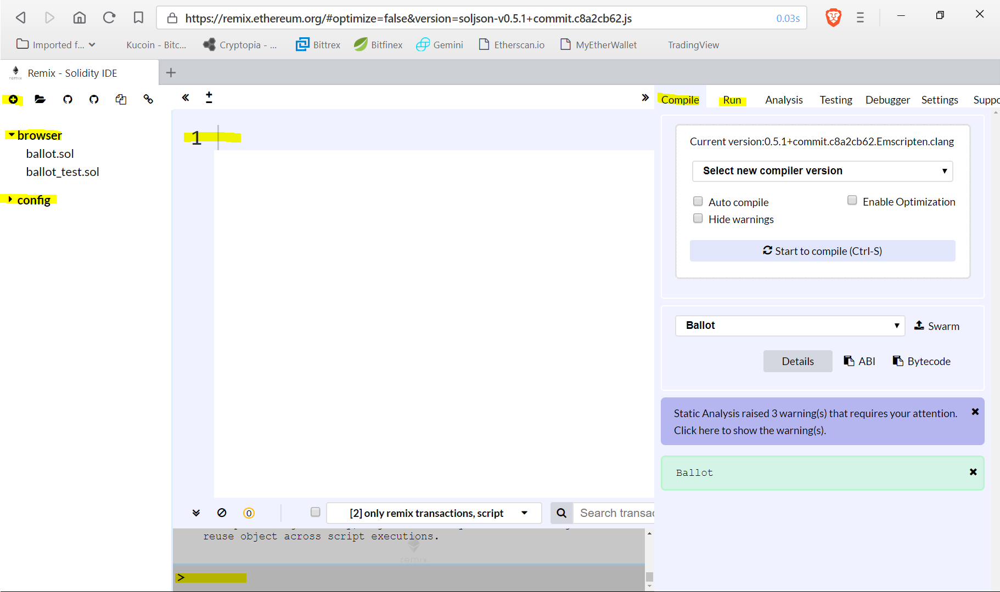 https://remix.ethereum.org/#optimize=false&version=soljson-v0.5.1+commit.c8a2cb62.js 0.03s
Imported f... Kucoin - Bitc... Cryptopia - ... Bittrex Bitfinex Gemini Etherscan.io MyEtherWallet TradingView
remix Remix - Solidity IDE +
« ± » Compile Run Analysis Testing Debugger Settings Suppo
browser
ballot.sol
ballot_test.sol
config
1
Current version:0.5.1+commit.c8a2cb62.Emscripten.clang
Select new compiler version
Auto compile Enable Optimization
Hide warnings
Start to compile (Ctrl-S)
Ballot Swarm
Details ABI Bytecode
Static Analysis raised 3 warning(s) that requires your attention.
Click here to show the warning(s).
Ballot
0 [2] only remix transactions, script Search transac
reuse object across script executions.
remix
>